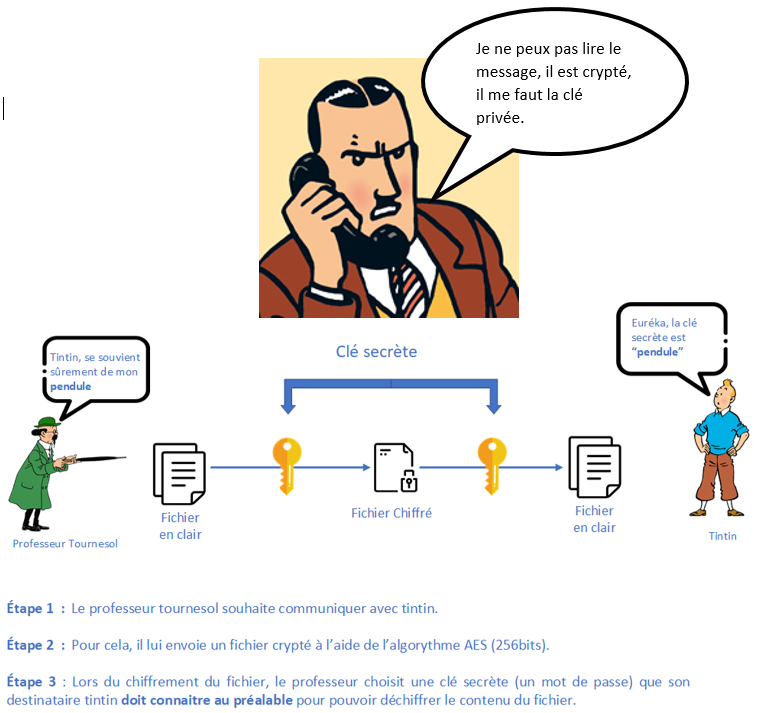 Je ne peux pas lire le
message, il est crypté,
il me faut la clé
privée.
Clé secrète
Tintin, se souvient
sûrement de mon
pendule
Euréka, la clé
secrète est
“pendule”
Fichier
en clair
Fichier Chiffré
Fichier
en clair
Professeur Tournesol
Tintin
Étape 1 : Le professeur tournesol souhaite communiquer avec tintin.
Étape 2 : Pour cela, il lui envoie un fichier crypté à l’aide de l’algorythme AES (256bits).
Étape 3 : Lors du chiffrement du fichier, le professeur choisit une clé secrète (un mot de passe) que son
destinataire tintin doit connaitre au préalable pour pouvoir déchiffrer le contenu du fichier.